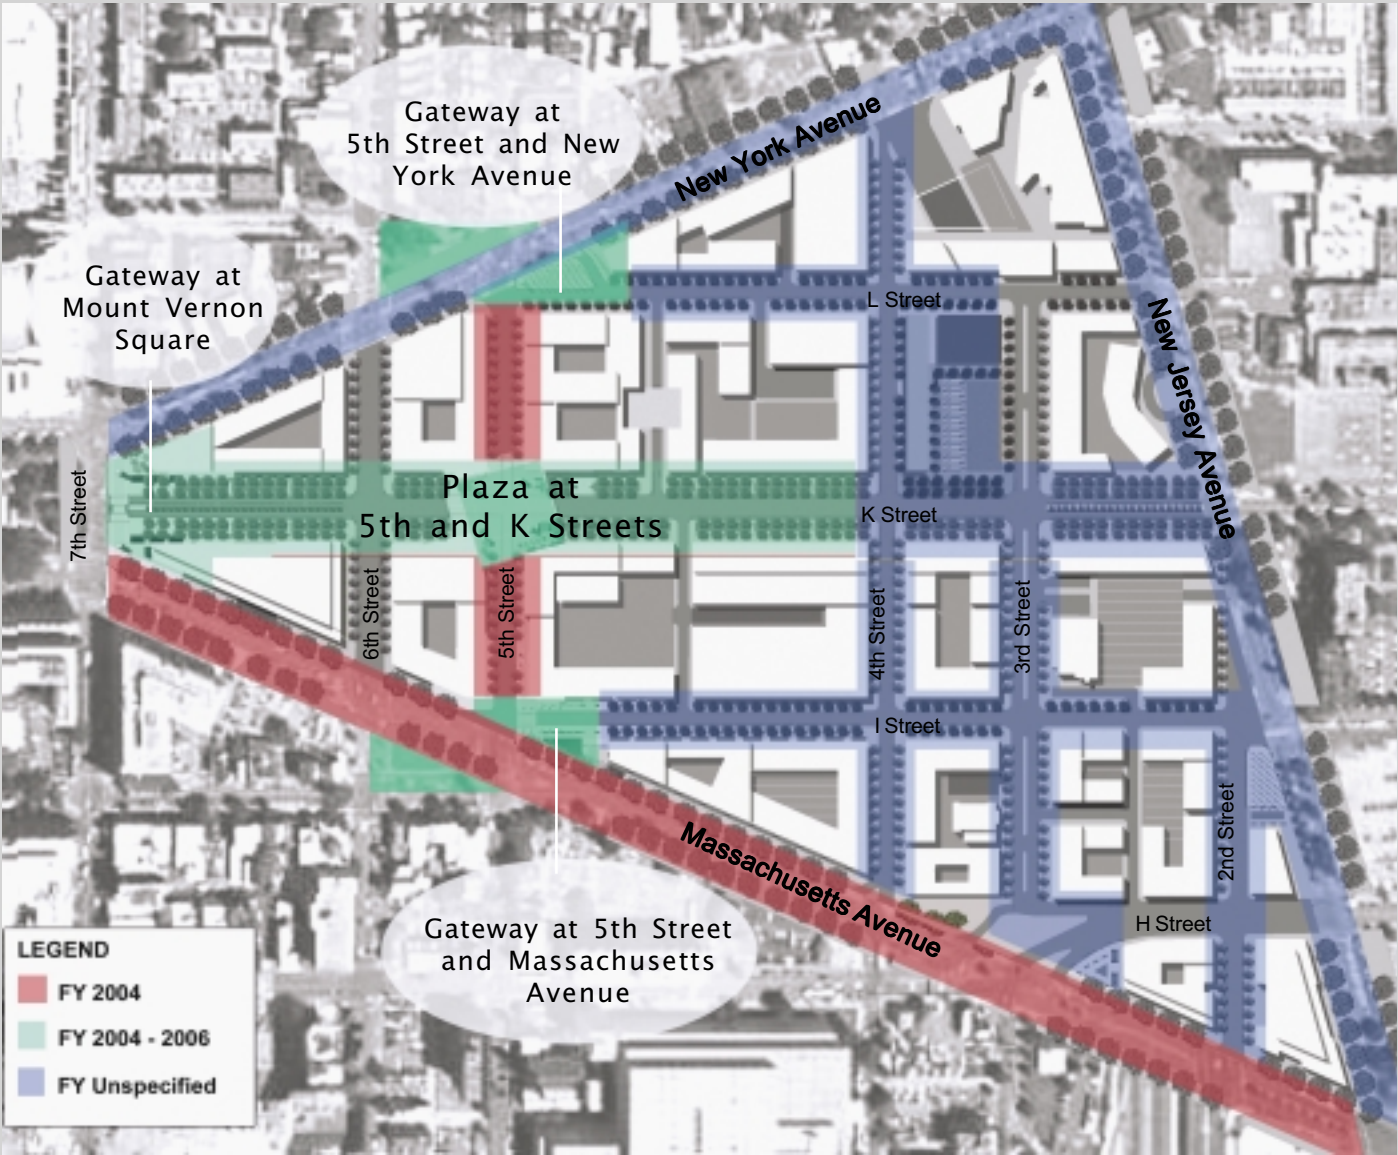 Gateway at
5th Street and New
York Avenue
New York Avenue
Gateway at
Mount Vernon
Square
L Street
New Jersey Avenue
7th Street
Plaza at
5th and K Streets
K Street
6th Street
5th Street
4th Street
3rd Street
I Street
2nd Street
Massachusetts Avenue
H Street
Gateway at 5th Street
and Massachusetts
Avenue
LEGEND
FY 2004
FY 2004 - 2006
FY Unspecified